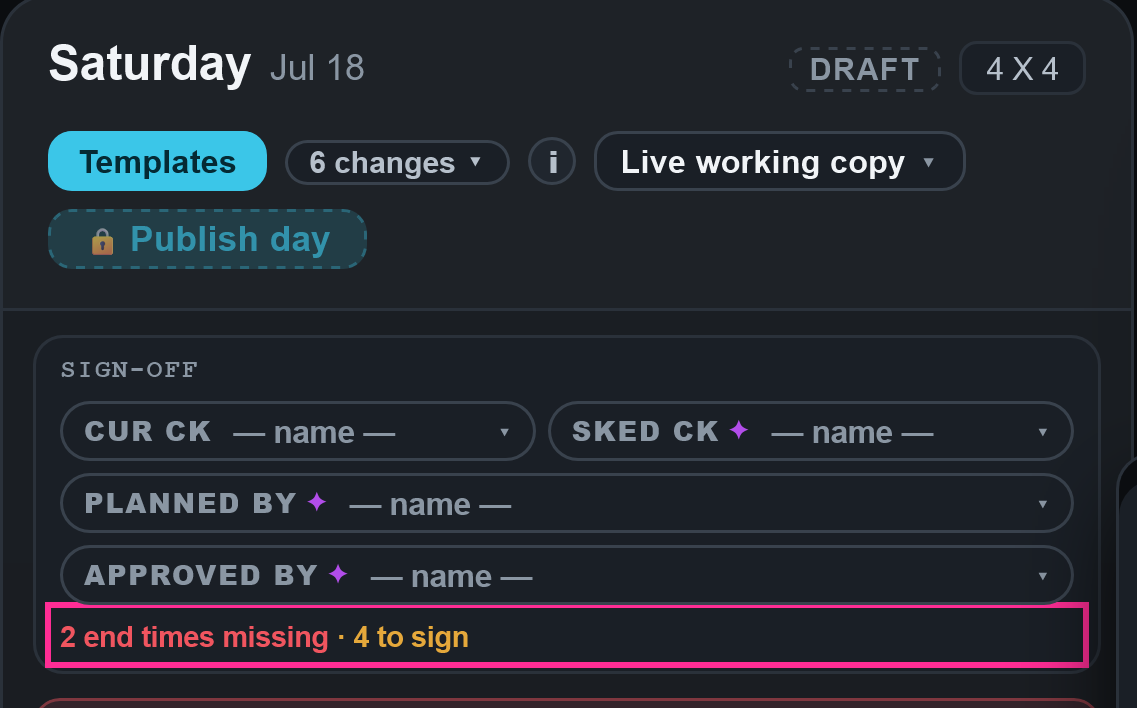 Saturday Jul 18 DRAFT 4 X 4
Templates 6 changes ▾ i Live working copy ▾
🔒 Publish day
SIGN-OFF
CUR CK — name — ▾ SKED CK ✦ — name — ▾
PLANNED BY ✦ — name — ▾
APPROVED BY ✦ — name — ▾
2 end times missing · 4 to sign